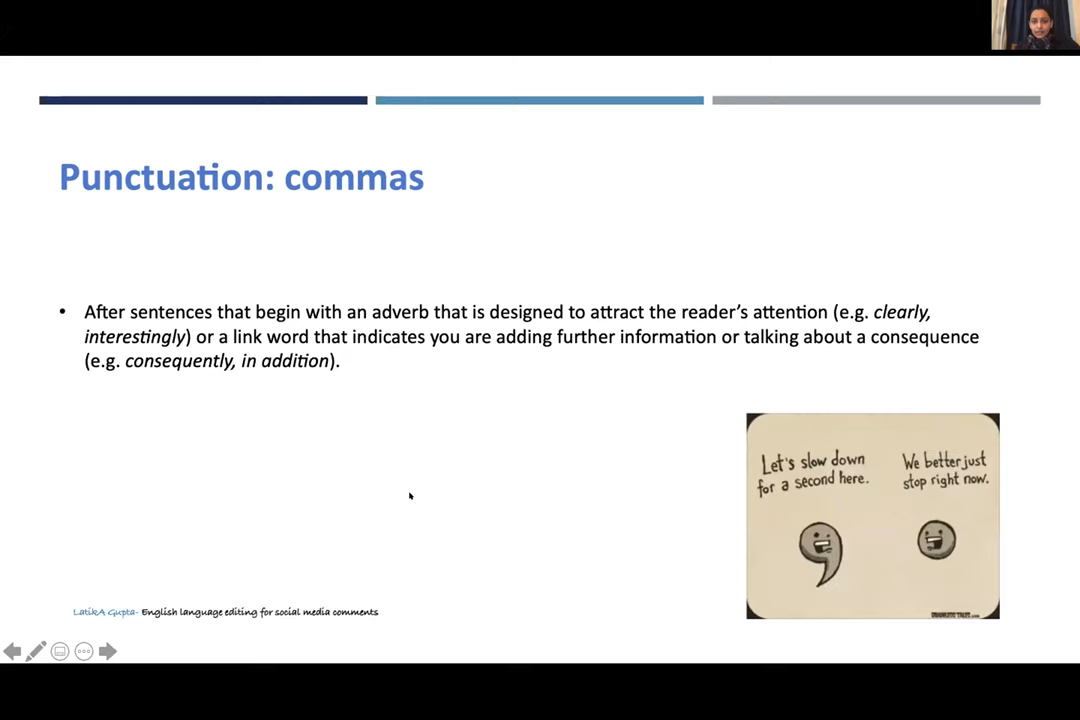 Punctuation: commas
• After sentences that begin with an adverb that is designed to attract the reader's attention (e.g. clearly,
interestingly) or a link word that indicates you are adding further information or talking about a consequence
(e.g. consequently, in addition).
Let's slow down
for a second here.
We better just
stop right now.
LatikA Gupta- English language editing for social media comments